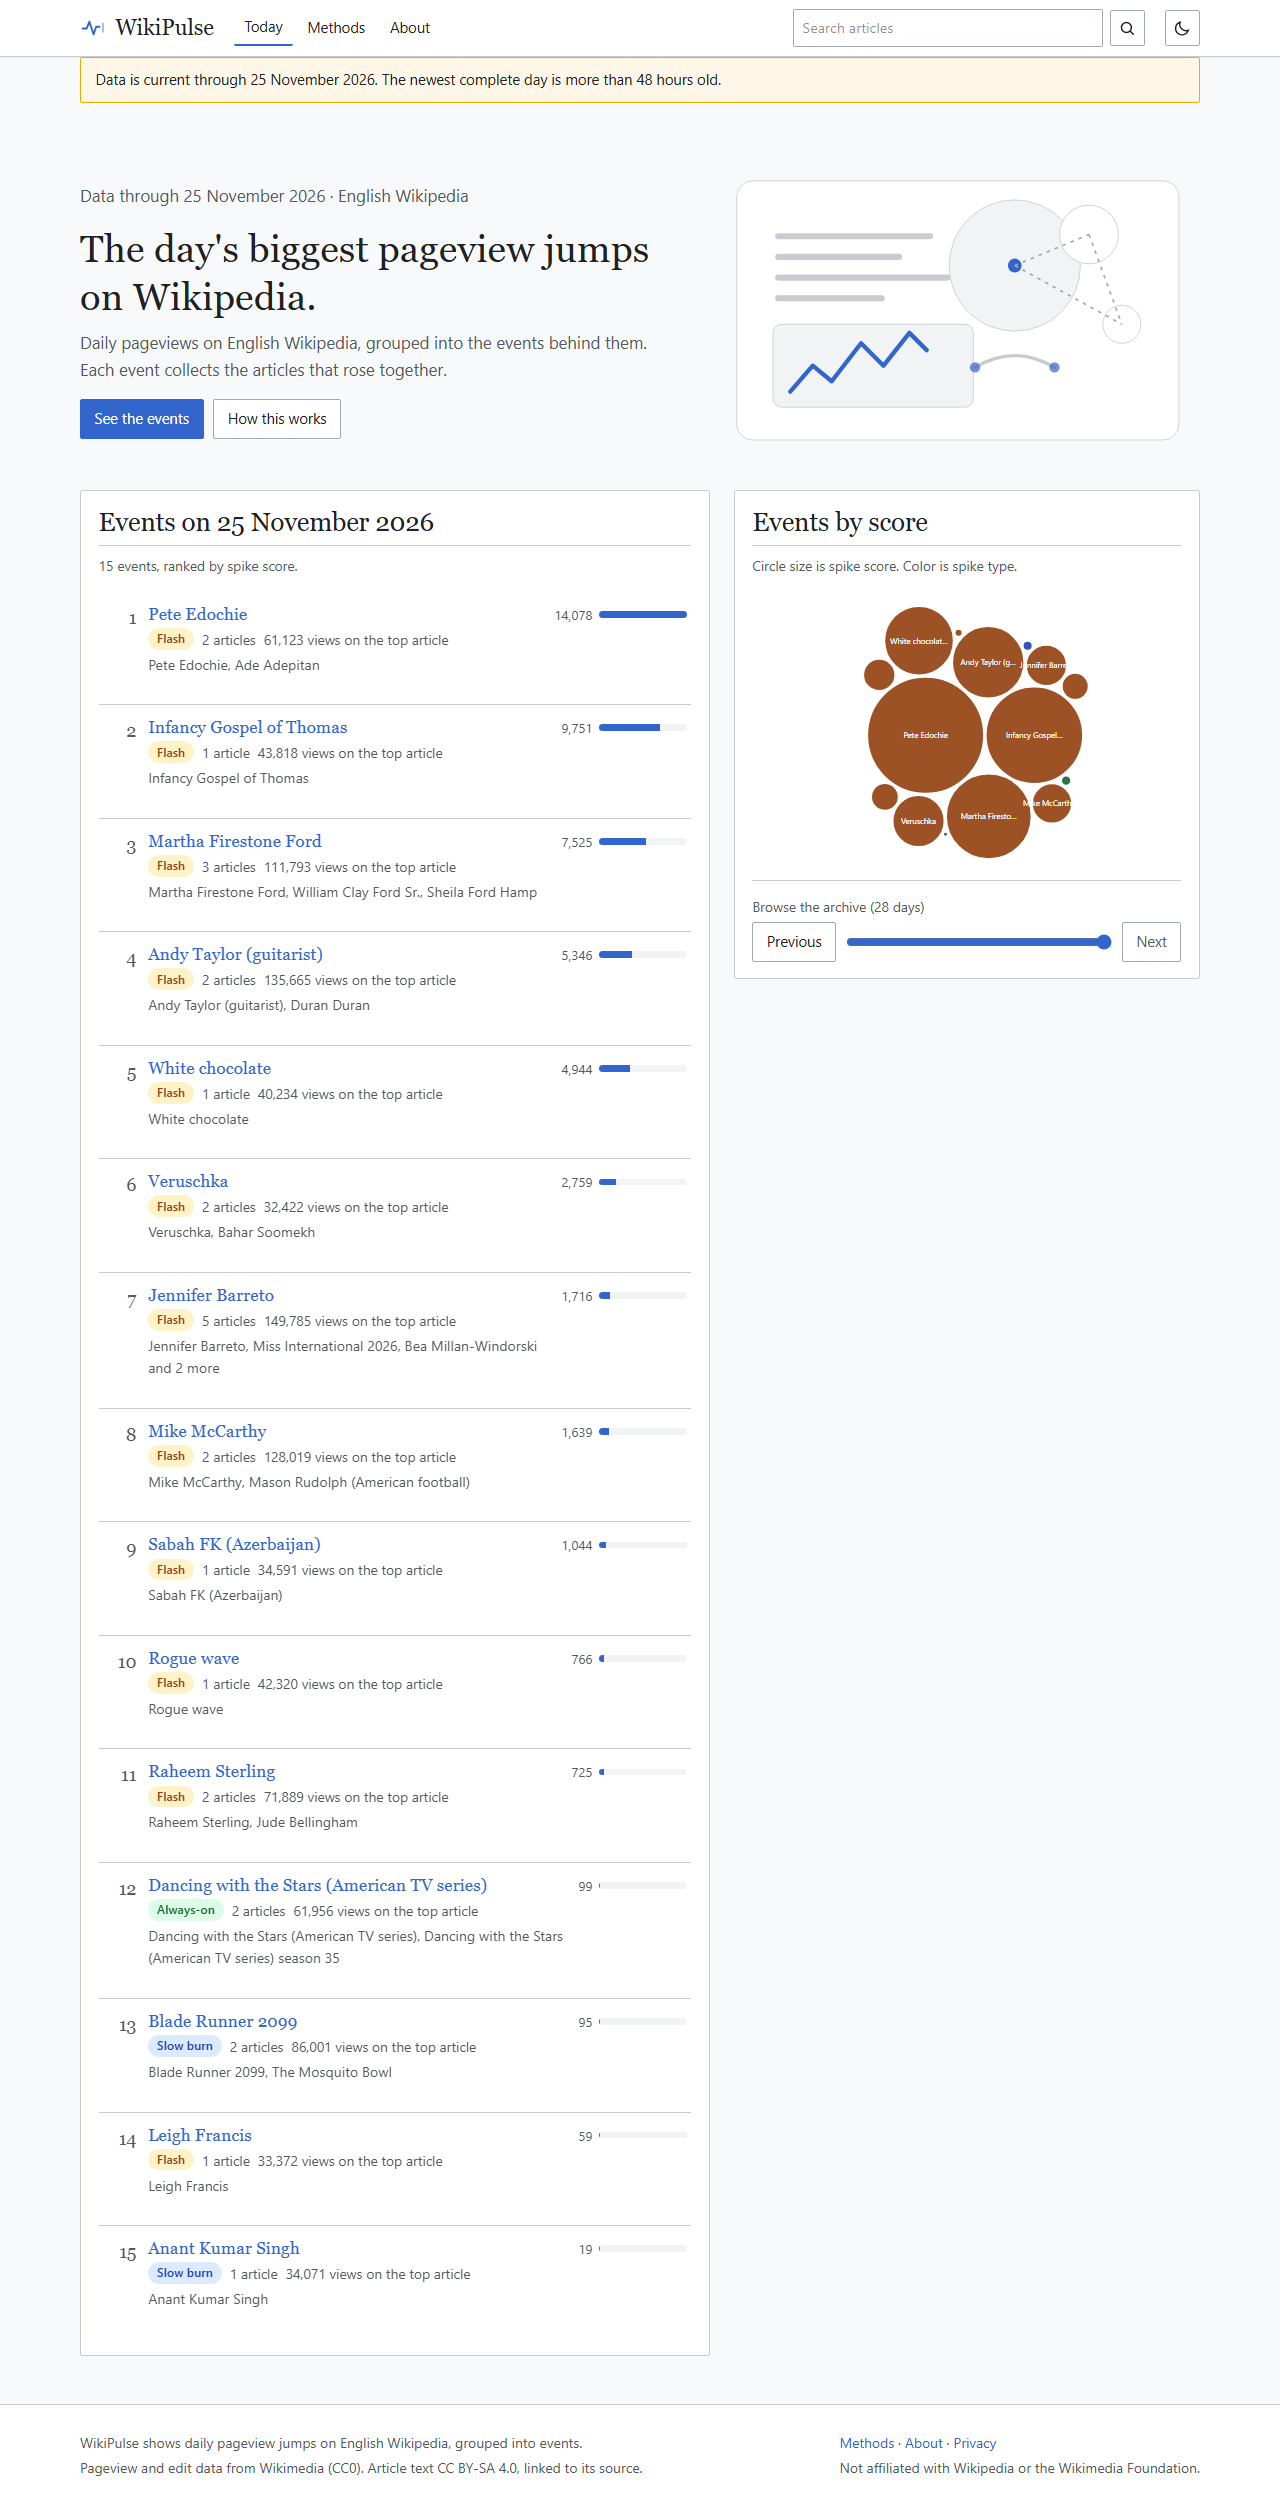 WikiPulse
Today
Methods
About
Search articles
Data is current through 25 November 2026. The newest complete day is more than 48 hours old.
Data through 25 November 2026 · English Wikipedia
The day's biggest pageview jumps
on Wikipedia.
Daily pageviews on English Wikipedia, grouped into the events behind them.
Each event collects the articles that rose together.
See the events
How this works
Events on 25 November 2026
15 events, ranked by spike score.
1 Pete Edochie 14,078
Flash 2 articles 61,123 views on the top article
Pete Edochie, Ade Adepitan
2 Infancy Gospel of Thomas 9,751
Flash 1 article 43,818 views on the top article
Infancy Gospel of Thomas
3 Martha Firestone Ford 7,525
Flash 3 articles 111,793 views on the top article
Martha Firestone Ford, William Clay Ford Sr., Sheila Ford Hamp
4 Andy Taylor (guitarist) 5,346
Flash 2 articles 135,665 views on the top article
Andy Taylor (guitarist), Duran Duran
5 White chocolate 4,944
Flash 1 article 40,234 views on the top article
White chocolate
6 Veruschka 2,759
Flash 2 articles 32,422 views on the top article
Veruschka, Bahar Soomekh
7 Jennifer Barreto 1,716
Flash 5 articles 149,785 views on the top article
Jennifer Barreto, Miss International 2026, Bea Millan-Windorski
and 2 more
8 Mike McCarthy 1,639
Flash 2 articles 128,019 views on the top article
Mike McCarthy, Mason Rudolph (American football)
9 Sabah FK (Azerbaijan) 1,044
Flash 1 article 34,591 views on the top article
Sabah FK (Azerbaijan)
10 Rogue wave 766
Flash 1 article 42,320 views on the top article
Rogue wave
11 Raheem Sterling 725
Flash 2 articles 71,889 views on the top article
Raheem Sterling, Jude Bellingham
12 Dancing with the Stars (American TV series) 99
Always-on 2 articles 61,956 views on the top article
Dancing with the Stars (American TV series), Dancing with the Stars
(American TV series) season 35
13 Blade Runner 2099 95
Slow burn 2 articles 86,001 views on the top article
Blade Runner 2099, The Mosquito Bowl
14 Leigh Francis 59
Flash 1 article 33,372 views on the top article
Leigh Francis
15 Anant Kumar Singh 19
Slow burn 1 article 34,071 views on the top article
Anant Kumar Singh
Events by score
Circle size is spike score. Color is spike type.
White chocolat...
Andy Taylor (g...
Jennifer Barre
Pete Edochie
Infancy Gospel...
Mike McCarth
Martha Firesto...
Veruschka
Browse the archive (28 days)
Previous
Next
WikiPulse shows daily pageview jumps on English Wikipedia, grouped into events.
Pageview and edit data from Wikimedia (CC0). Article text CC BY-SA 4.0, linked to its source.
Methods · About · Privacy
Not affiliated with Wikipedia or the Wikimedia Foundation.